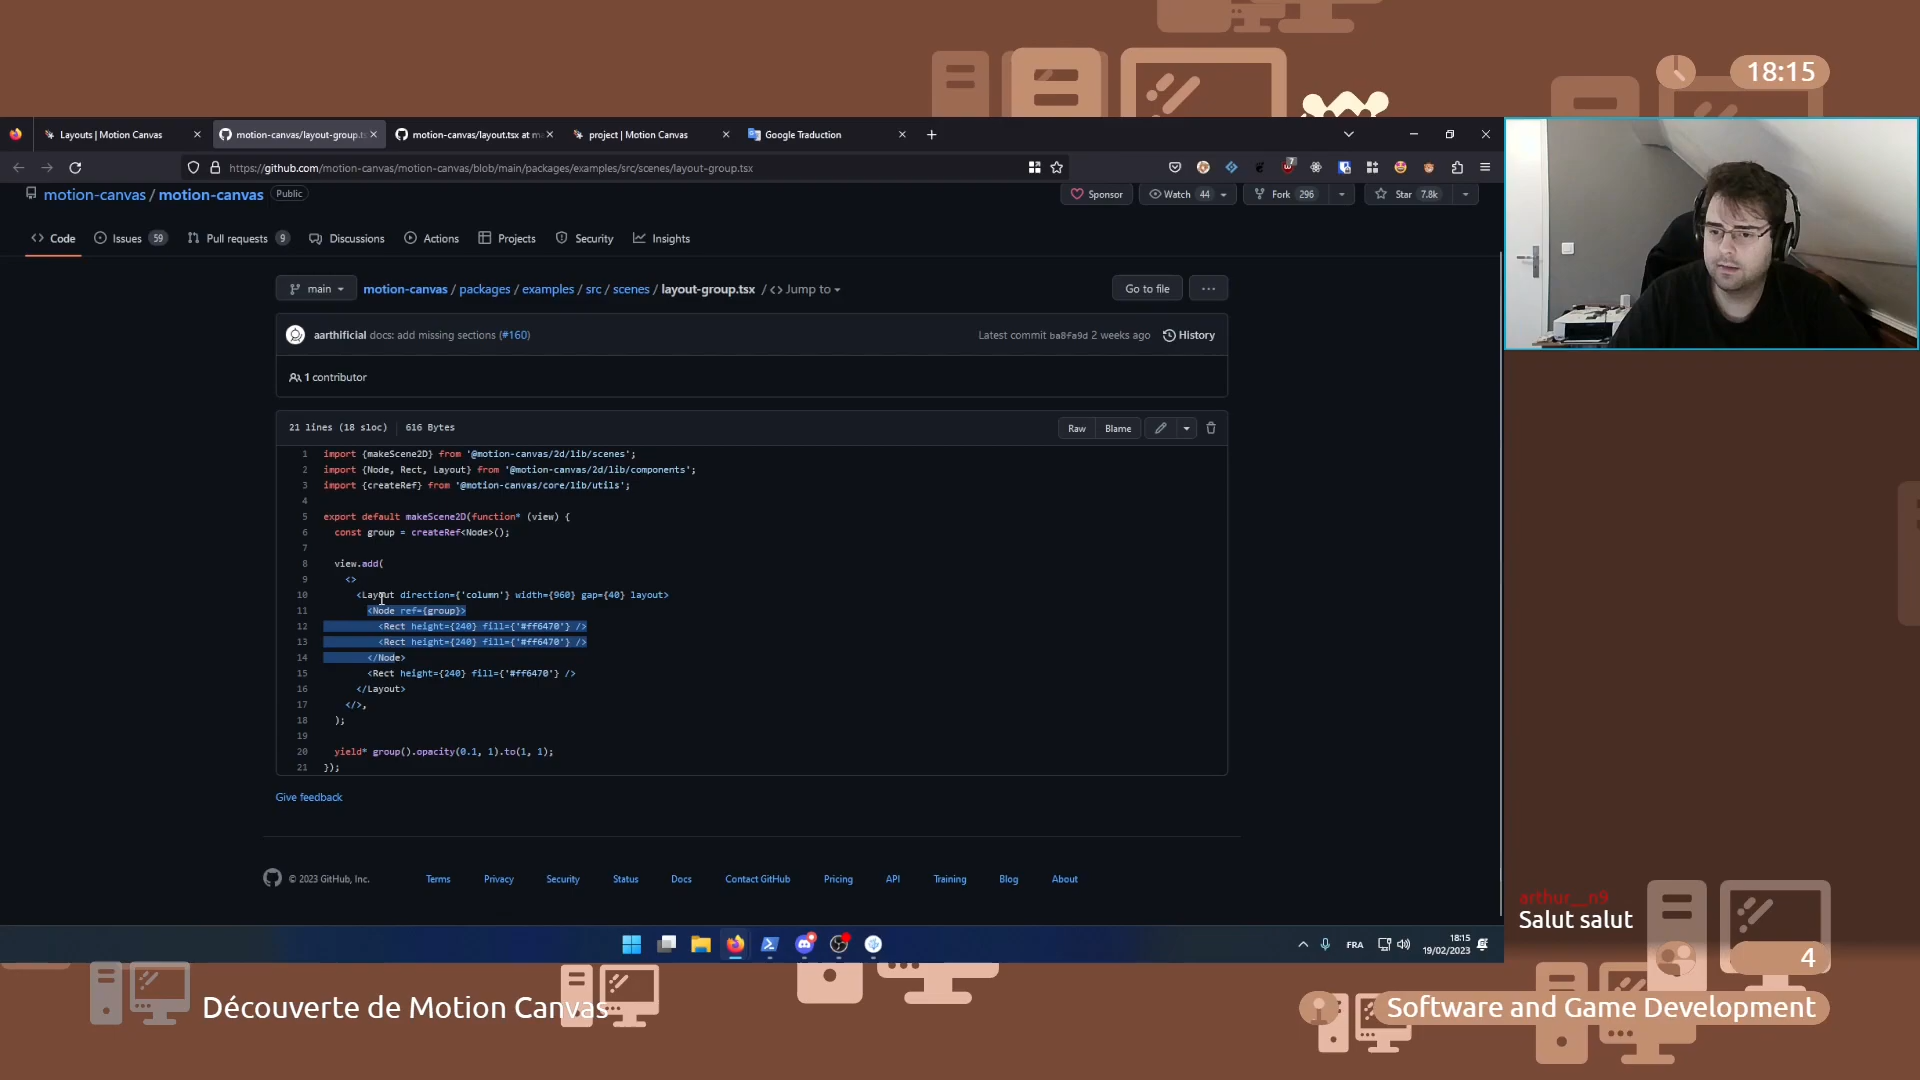 18:15
Layouts | Motion Canvas
motion-canvas/layout-group.t
motion-canvas/layout.tsx at m
project | Motion Canvas
Google Traduction
https://github.com/motion-canvas/motion-canvas/blob/main/packages/examples/src/scenes/layout-group.tsx
7
motion-canvas / motion-canvas Public
Sponsor
Watch 44
Fork 296
Star 7.8k
<> Code
Issues 59
Pull requests 9
Discussions
Actions
Projects
Security
Insights
main
motion-canvas / packages / examples / src / scenes / layout-group.tsx / <> Jump to
Go to file
...
aarthificial docs: add missing sections (#160)
Latest commit ba8fa9d 2 weeks ago
History
1 contributor
21 lines (18 sloc) | 616 Bytes
Raw
Blame
1 import {makeScene2D} from '@motion-canvas/2d/lib/scenes';
2 import {Node, Rect, Layout} from '@motion-canvas/2d/lib/components';
3 import {createRef} from '@motion-canvas/core/lib/utils';
4
5 export default makeScene2D(function* (view) {
6 const group = createRef<Node>();
7
8 view.add(
9 <>
10 <Layout direction={'column'} width={960} gap={40} layout>
11 <Node ref={group}>
12 <Rect height={240} fill={'#ff6470'} />
13 <Rect height={240} fill={'#ff6470'} />
14 </Node>
15 <Rect height={240} fill={'#ff6470'} />
16 </Layout>
17 </>,
18 );
19
20 yield* group().opacity(0.1, 1).to(1, 1);
21 });
Give feedback
© 2023 GitHub, Inc.
Terms
Privacy
Security
Status
Docs
Contact GitHub
Pricing
API
Training
Blog
About
arthur__n9
Salut salut
FRA
18:15
19/02/2023
4
Découverte de Motion Canvas
Software and Game Development